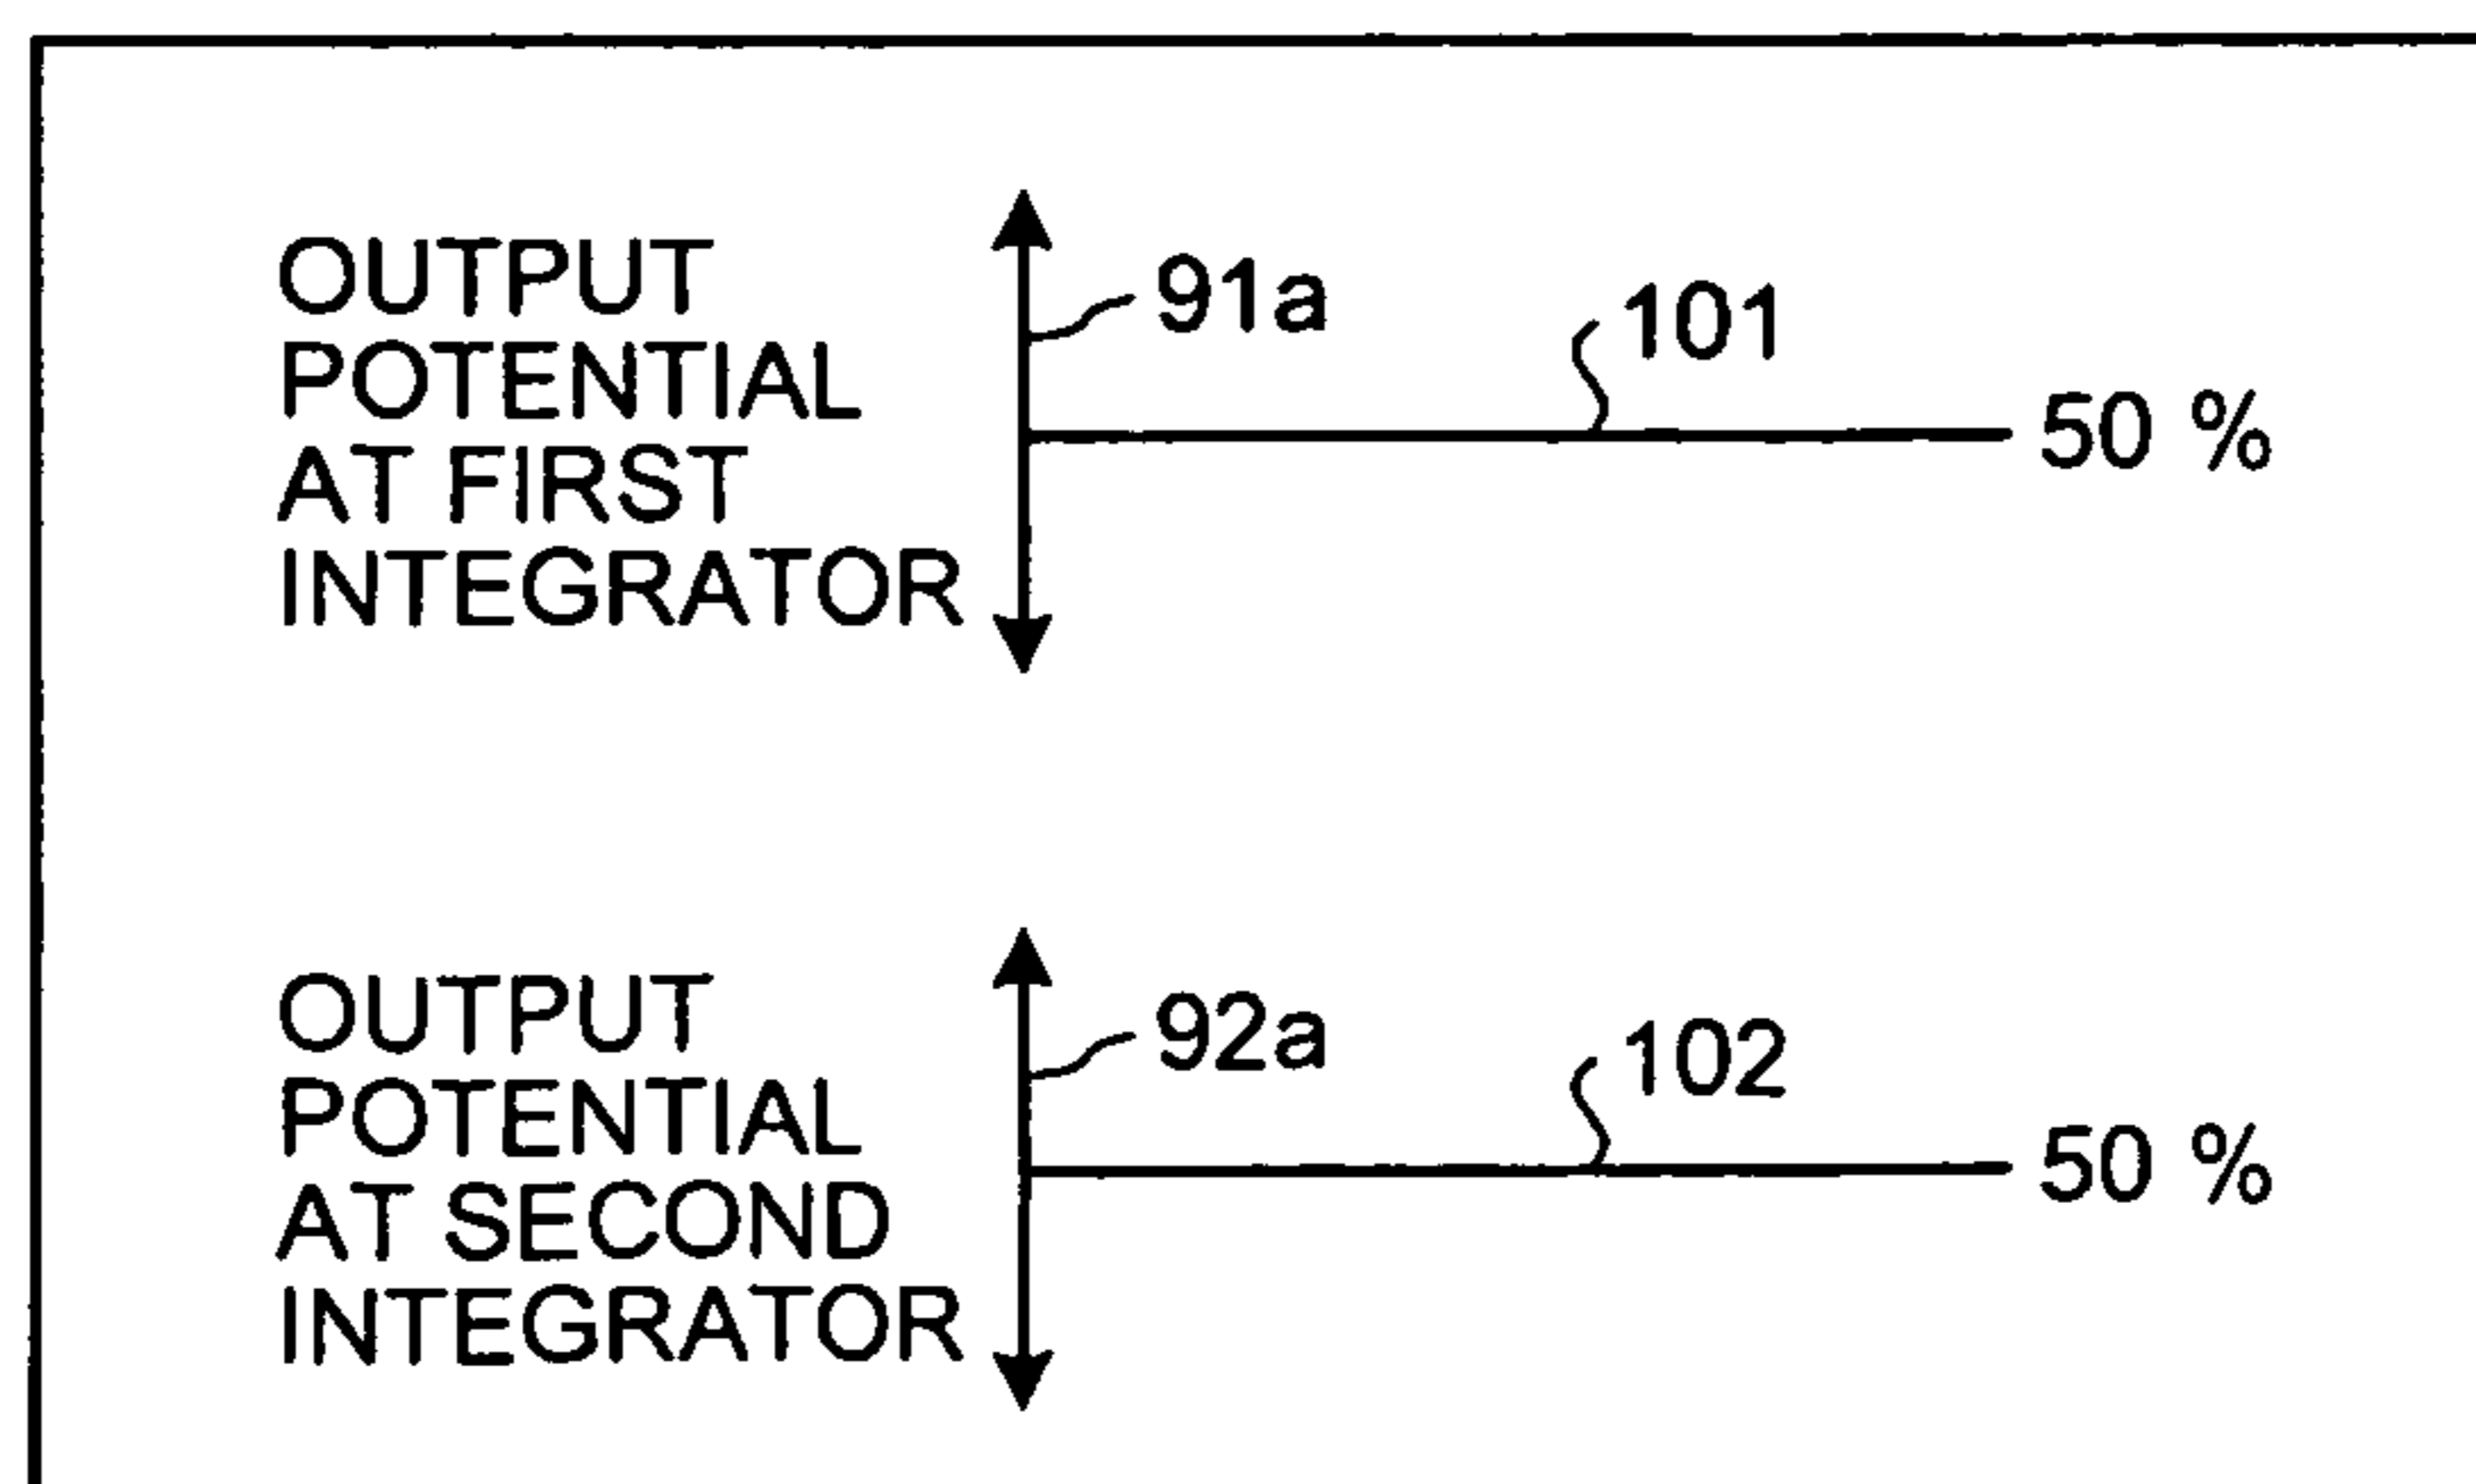 OUTPUT
POTENTIAL
AT FIRST
INTEGRATOR
91a
101
50 %
OUTPUT
POTENTIAL
AT SECOND
INTEGRATOR
92a
102
50 %